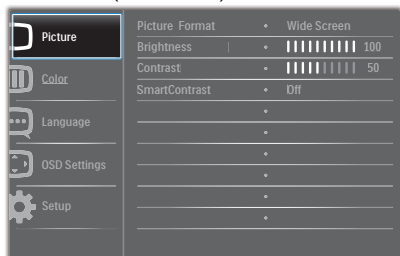 Picture
Color
Language
OSD Settings
Setup
Picture Format • Wide Screen
Brightness • 100
Contrast • 50
SmartContrast • Off
•
•
•
•
•
•